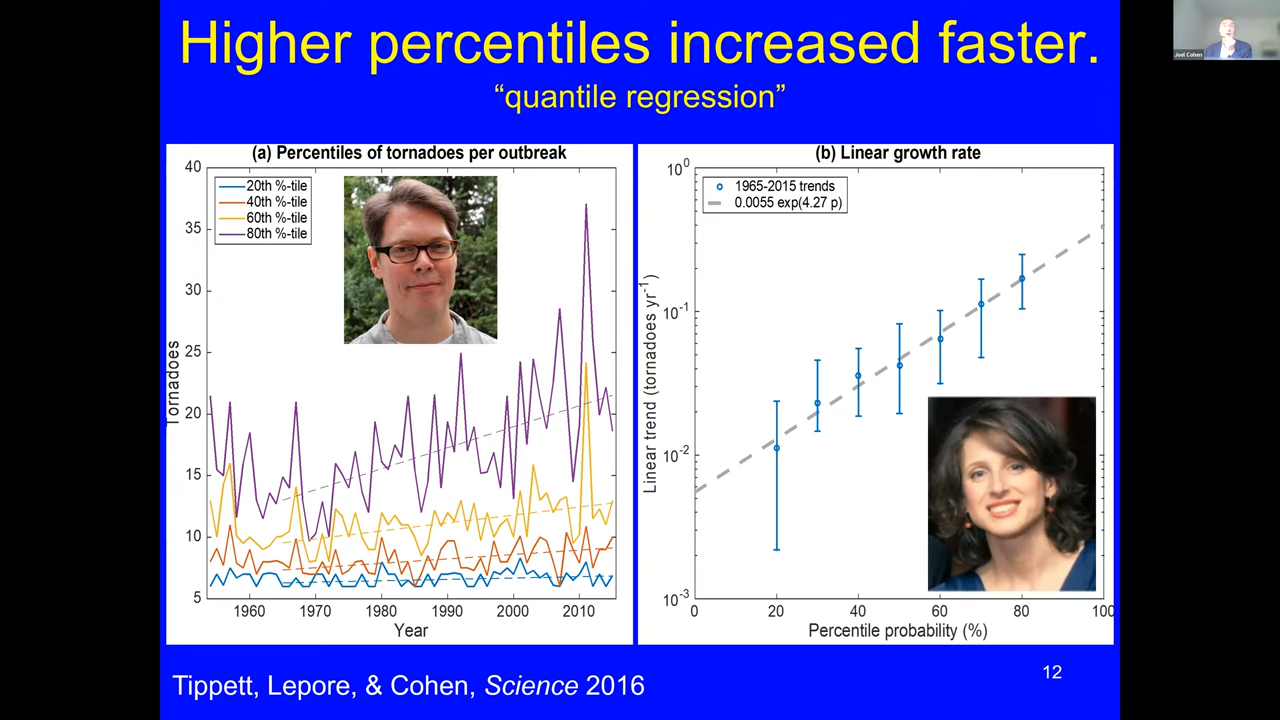 Higher percentiles increased faster.
“quantile regression”
Joel Cohen
(a) Percentiles of tornadoes per outbreak
40
35
30
25
20
15
10
5
Tornadoes
20th %-tile
40th %-tile
60th %-tile
80th %-tile
1960 1970 1980 1990 2000 2010
Year
(b) Linear growth rate
10^0
10^-1
10^-2
10^-3
Linear trend (tornadoes yr^-1)
1965-2015 trends
0.0055 exp(4.27 p)
0 20 40 60 80 100
Percentile probability (%)
Tippett, Lepore, & Cohen, Science 2016
12